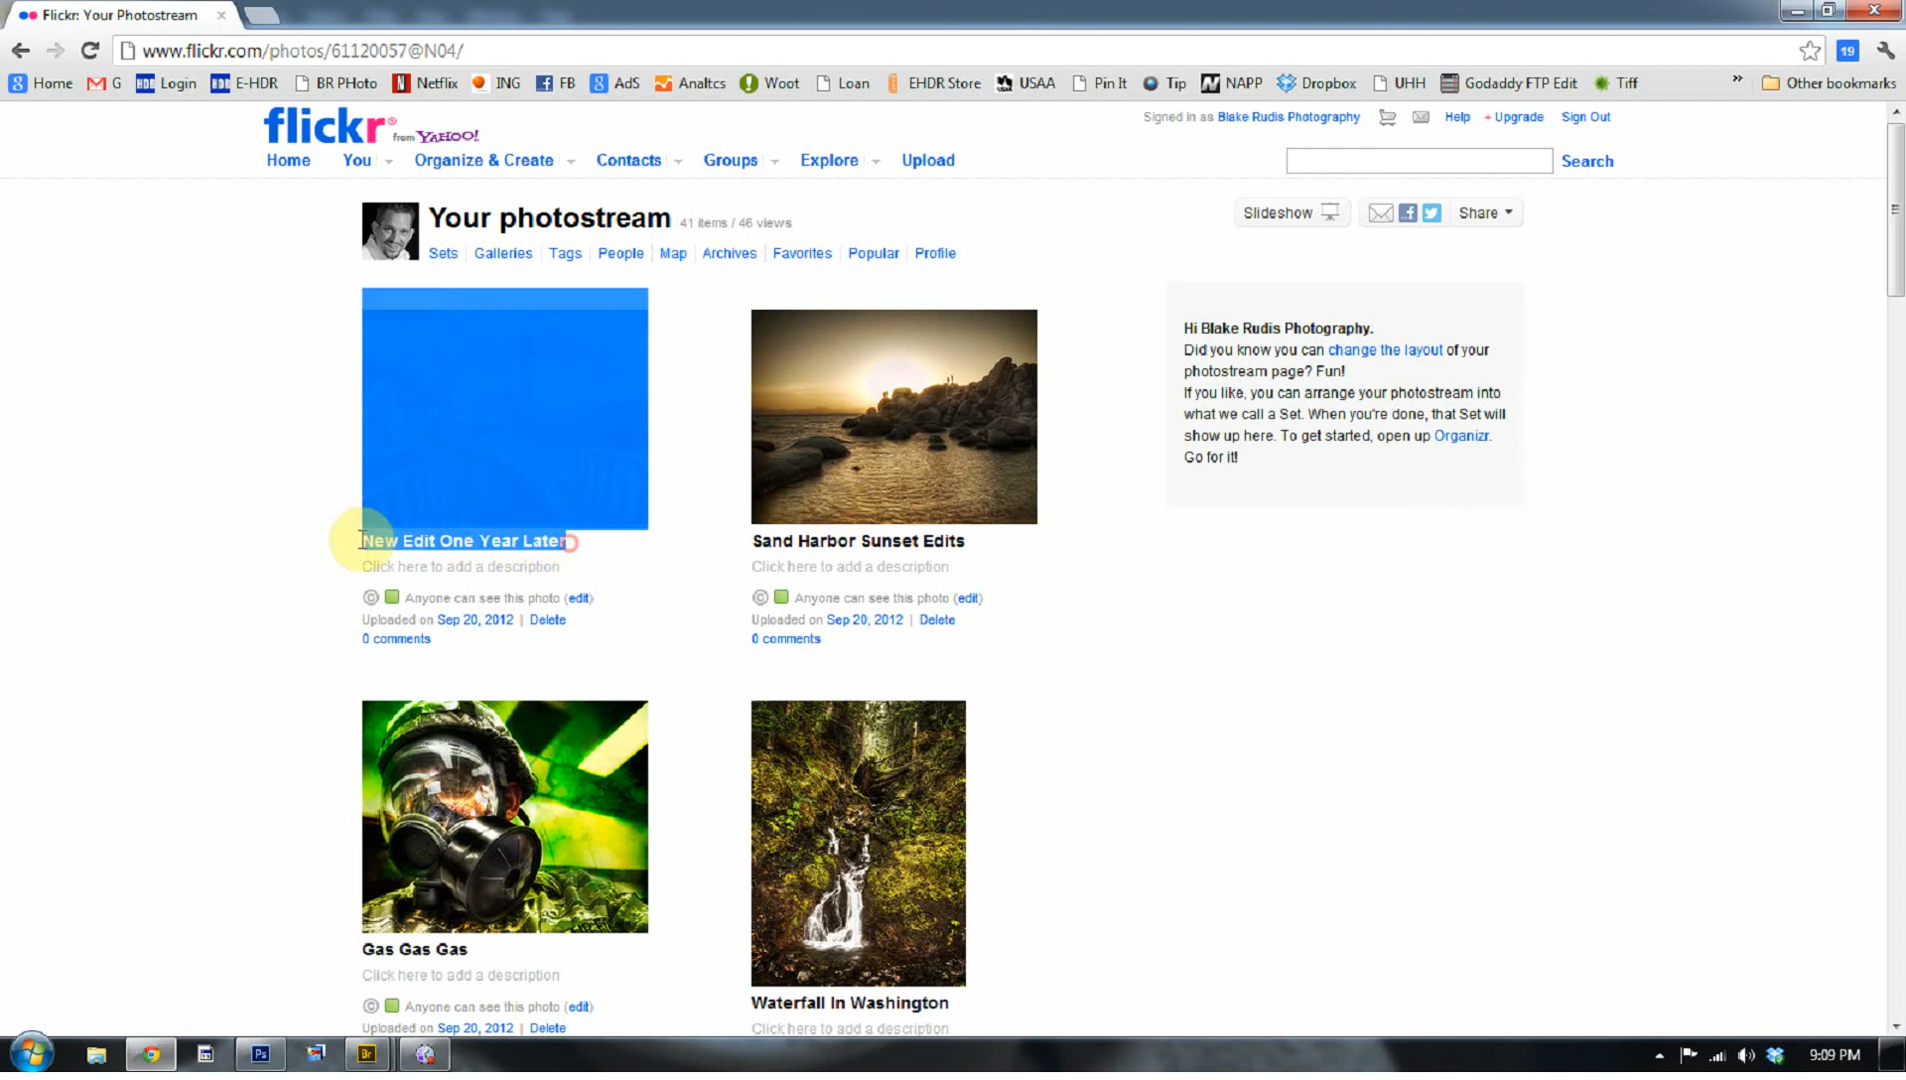 Flickr: Your Photostream
www.flickr.com/photos/61120057@N04/
19
Home G Login E-HDR BR PHoto Netflix ING FB AdS Analtcs Woot Loan EHDR Store USAA Pin It Tip NAPP Dropbox UHH Godaddy FTP Edit Tiff » Other bookmarks
flickr® from YAHOO!
Signed in as Blake Rudis Photography Help + Upgrade Sign Out
Home You Organize & Create Contacts Groups Explore Upload Search
Your photostream 41 items / 46 views
Slideshow Share
Sets Galleries Tags People Map Archives Favorites Popular Profile
Hi Blake Rudis Photography.
Did you know you can change the layout of your
photostream page? Fun!
If you like, you can arrange your photostream into
what we call a Set. When you're done, that Set will
show up here. To get started, open up Organizr.
Go for it!
New Edit One Year Later
Click here to add a description
© Anyone can see this photo (edit)
Uploaded on Sep 20, 2012 | Delete
0 comments
Sand Harbor Sunset Edits
Click here to add a description
© Anyone can see this photo (edit)
Uploaded on Sep 20, 2012 | Delete
0 comments
Gas Gas Gas
Click here to add a description
© Anyone can see this photo (edit)
Uploaded on Sep 20, 2012 | Delete
Waterfall In Washington
Click here to add a description
Ps Br
9:09 PM